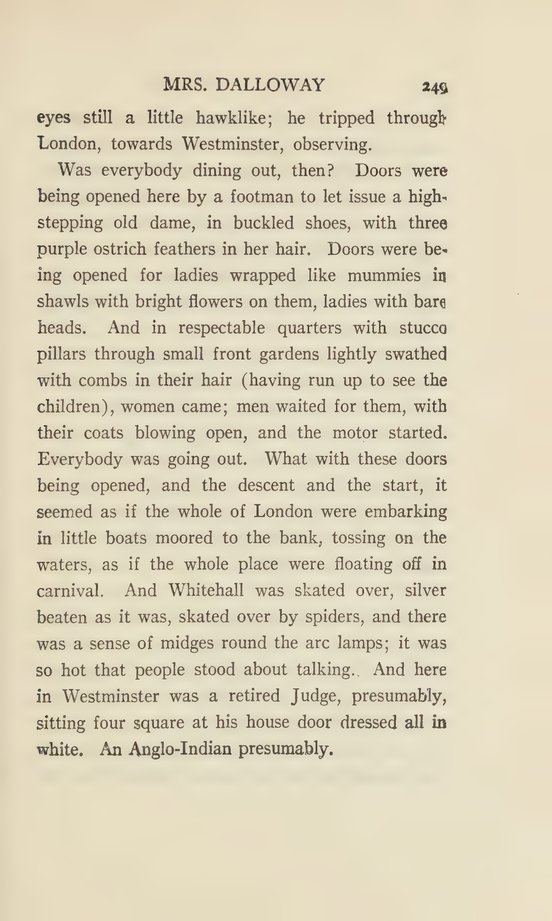 MRS. DALLOWAY 249
eyes still a little hawklike; he tripped through
London, towards Westminster, observing.
Was everybody dining out, then? Doors were
being opened here by a footman to let issue a high-
stepping old dame, in buckled shoes, with three
purple ostrich feathers in her hair. Doors were be-
ing opened for ladies wrapped like mummies in
shawls with bright flowers on them, ladies with bare
heads. And in respectable quarters with stucco
pillars through small front gardens lightly swathed
with combs in their hair (having run up to see the
children), women came; men waited for them, with
their coats blowing open, and the motor started.
Everybody was going out. What with these doors
being opened, and the descent and the start, it
seemed as if the whole of London were embarking
in little boats moored to the bank, tossing on the
waters, as if the whole place were floating off in
carnival. And Whitehall was skated over, silver
beaten as it was, skated over by spiders, and there
was a sense of midges round the arc lamps; it was
so hot that people stood about talking. And here
in Westminster was a retired Judge, presumably,
sitting four square at his house door dressed all in
white. An Anglo-Indian presumably.